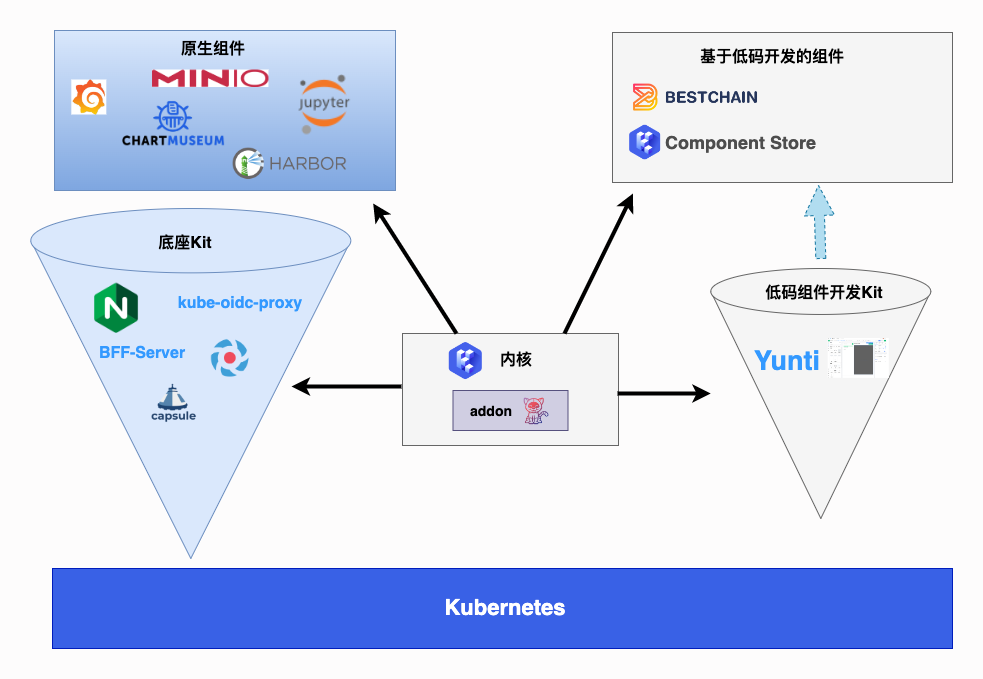 原生组件
MINIO
jupyter
CHARTMUSEUM
HARBOR
基于低码开发的组件
BESTCHAIN
Component Store
底座Kit
N
kube-oidc-proxy
BFF-Server
capsule
内核
addon
低码组件开发Kit
Yunti
Kubernetes